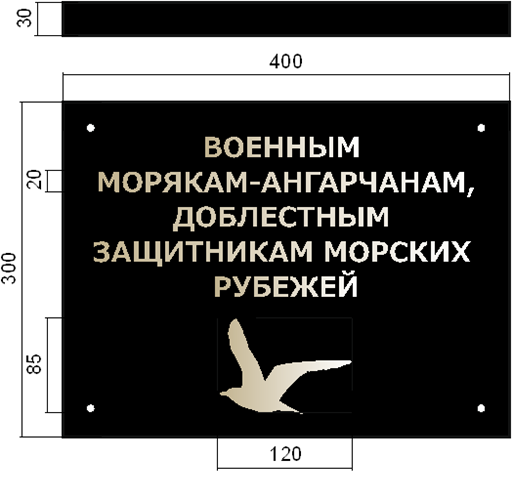 30
400
ВОЕННЫМ
20
МОРЯКАМ-АНГАРЧАНАМ,
ДОБЛЕСТНЫМ
300
ЗАЩИТНИКАМ МОРСКИХ
РУБЕЖЕЙ
85
120